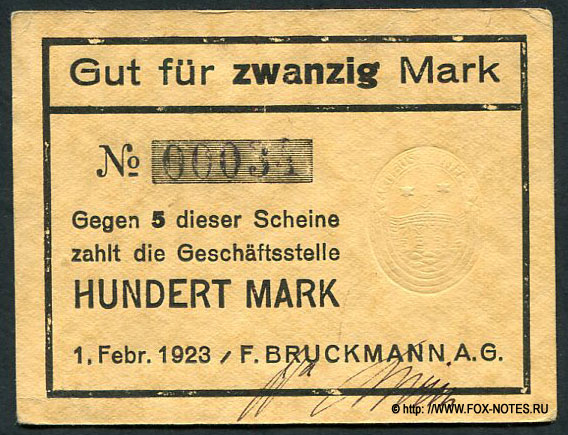 Gut für zwanzig Mark
№ 00034
Gegen 5 dieser Scheine
zahlt die Geschäftsstelle
HUNDERT MARK
1. Febr. 1923 / F. BRUCKMANN A.G.
© http://www.FOX-NOTES.RU